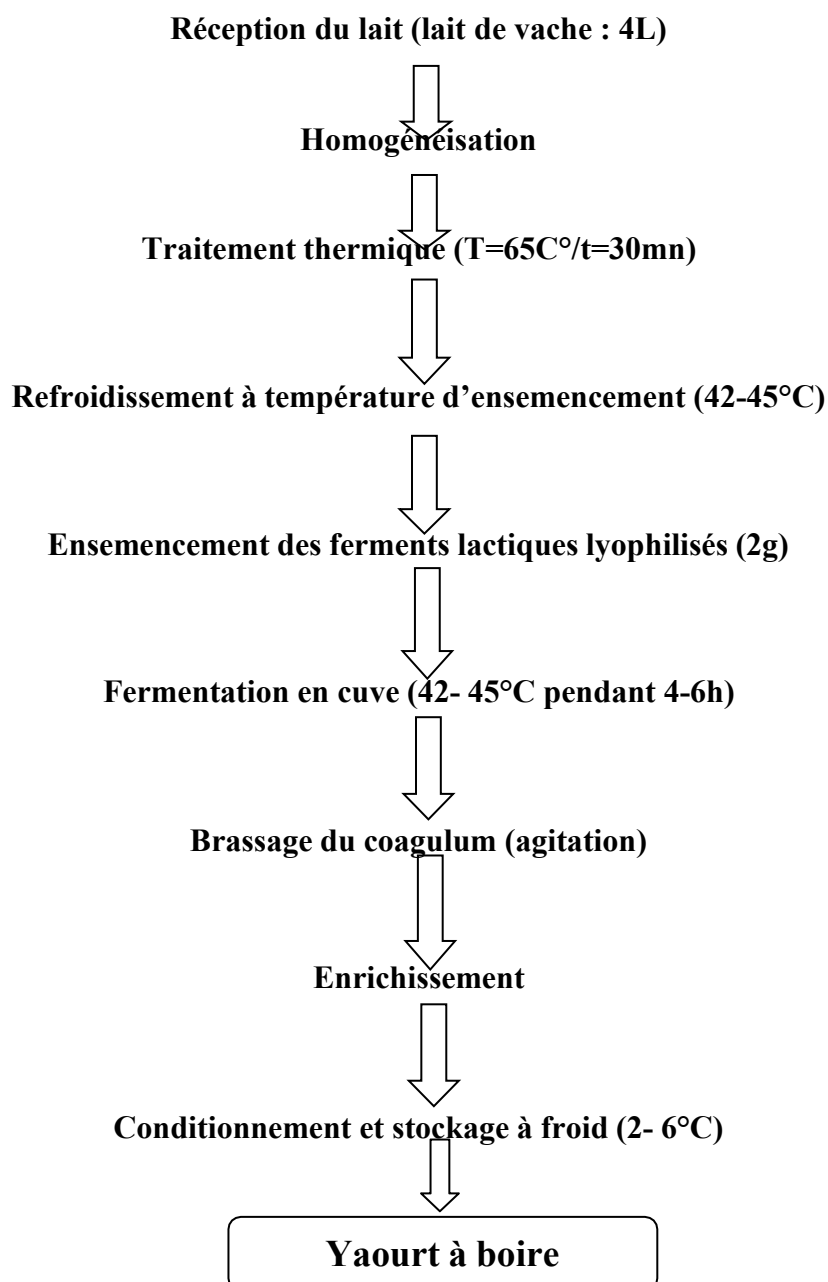 Réception du lait (lait de vache : 4L)
Homogénéisation
Traitement thermique (T=65C°/t=30mn)
Refroidissement à température d’ensemencement (42-45°C)
Ensemencement des ferments lactiques lyophilisés (2g)
Fermentation en cuve (42- 45°C pendant 4-6h)
Brassage du coagulum (agitation)
Enrichissement
Conditionnement et stockage à froid (2- 6°C)
Yaourt à boire